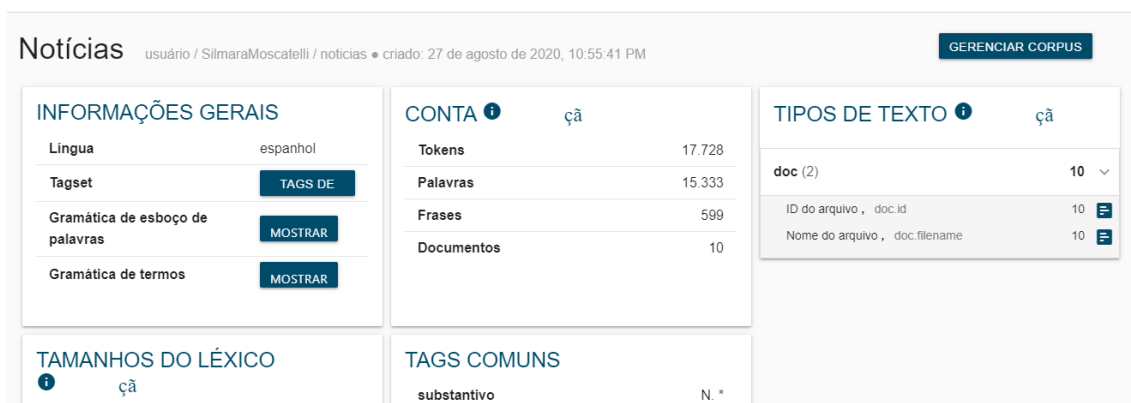 Notícias usuário / SilmaraMoscatelli / noticias ● criado: 27 de agosto de 2020, 10:55:41 PM
GERENCIAR CORPUS
INFORMAÇÕES GERAIS
Língua espanhol
Tagset TAGS DE
Gramática de esboço de
palavras MOSTRAR
Gramática de termos MOSTRAR
CONTA çã
Tokens 17.728
Palavras 15.333
Frases 599
Documentos 10
TIPOS DE TEXTO çã
doc (2) 10
ID do arquivo , doc.id 10
Nome do arquivo , doc.filename 10
TAMANHOS DO LÉXICO
çã
TAGS COMUNS
substantivo N. *